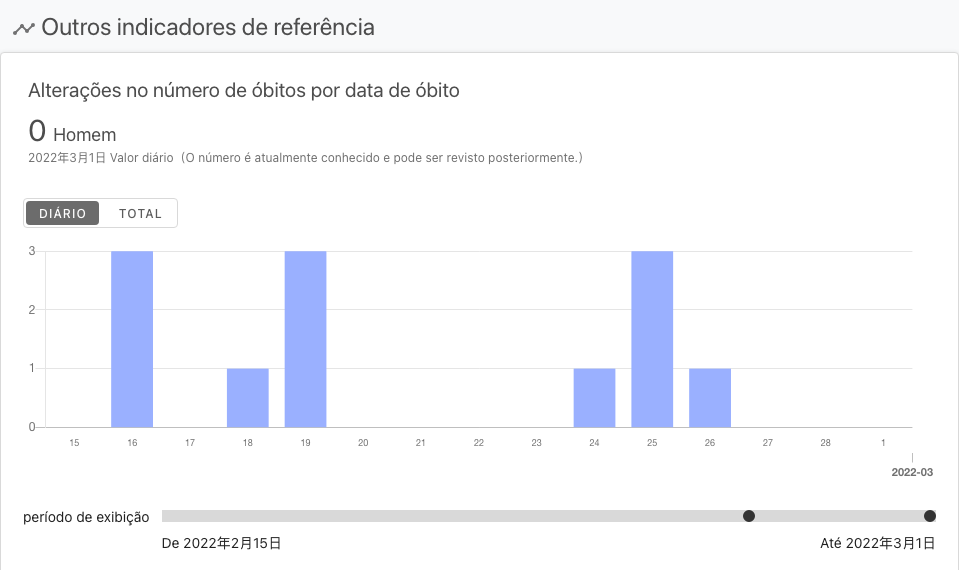 Outros indicadores de referência
Alterações no número de óbitos por data de óbito
0 Homem
2022年3月1日 Valor diário（O número é atualmente conhecido e pode ser revisto posteriormente.）
DIÁRIO TOTAL
3
2
1
0
15 16 17 18 19 20 21 22 23 24 25 26 27 28 1
2022-03
período de exibição
De 2022年2月15日 Até 2022年3月1日